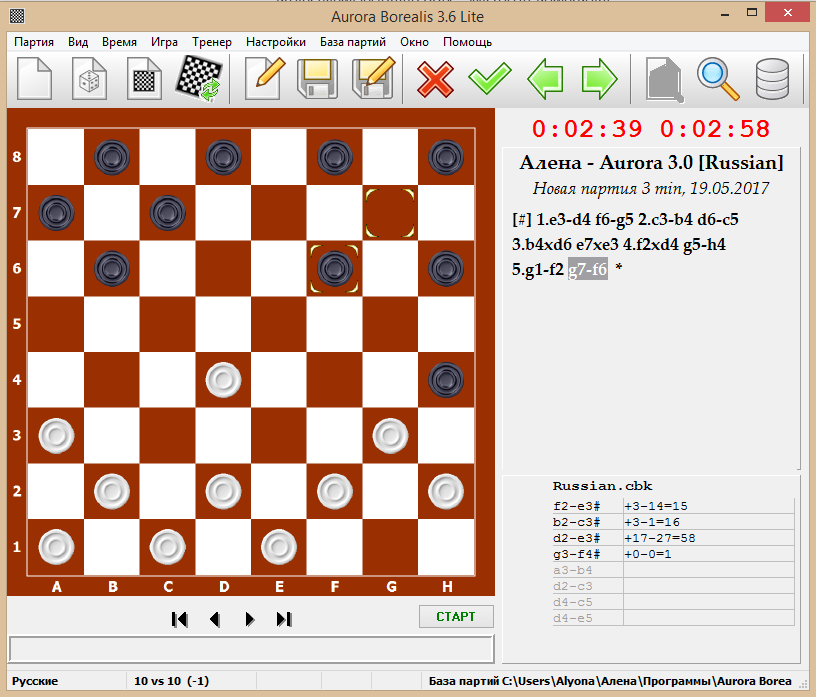 Aurora Borealis 3.6 Lite
Партия Вид Время Игра Тренер Настройки База партий Окно Помощь
0:02:39 0:02:58
Алена - Aurora 3.0 [Russian]
Новая партия 3 min, 19.05.2017
[#] 1.e3-d4 f6-g5 2.c3-b4 d6-c5
3.b4xd6 e7xe3 4.f2xd4 g5-h4
5.g1-f2 g7-f6 *
8
7
6
5
4
3
2
1
A B C D E F G H
Russian.cbk
f2-e3# +3-14=15
b2-c3# +3-1=16
d2-e3# +17-27=58
g3-f4# +0-0=1
a3-b4
d2-c3
d4-c5
d4-e5
СТАРТ
Русские 10 vs 10 (-1) База партий C:\Users\Alyona\Алена\Программы\Aurora Borea